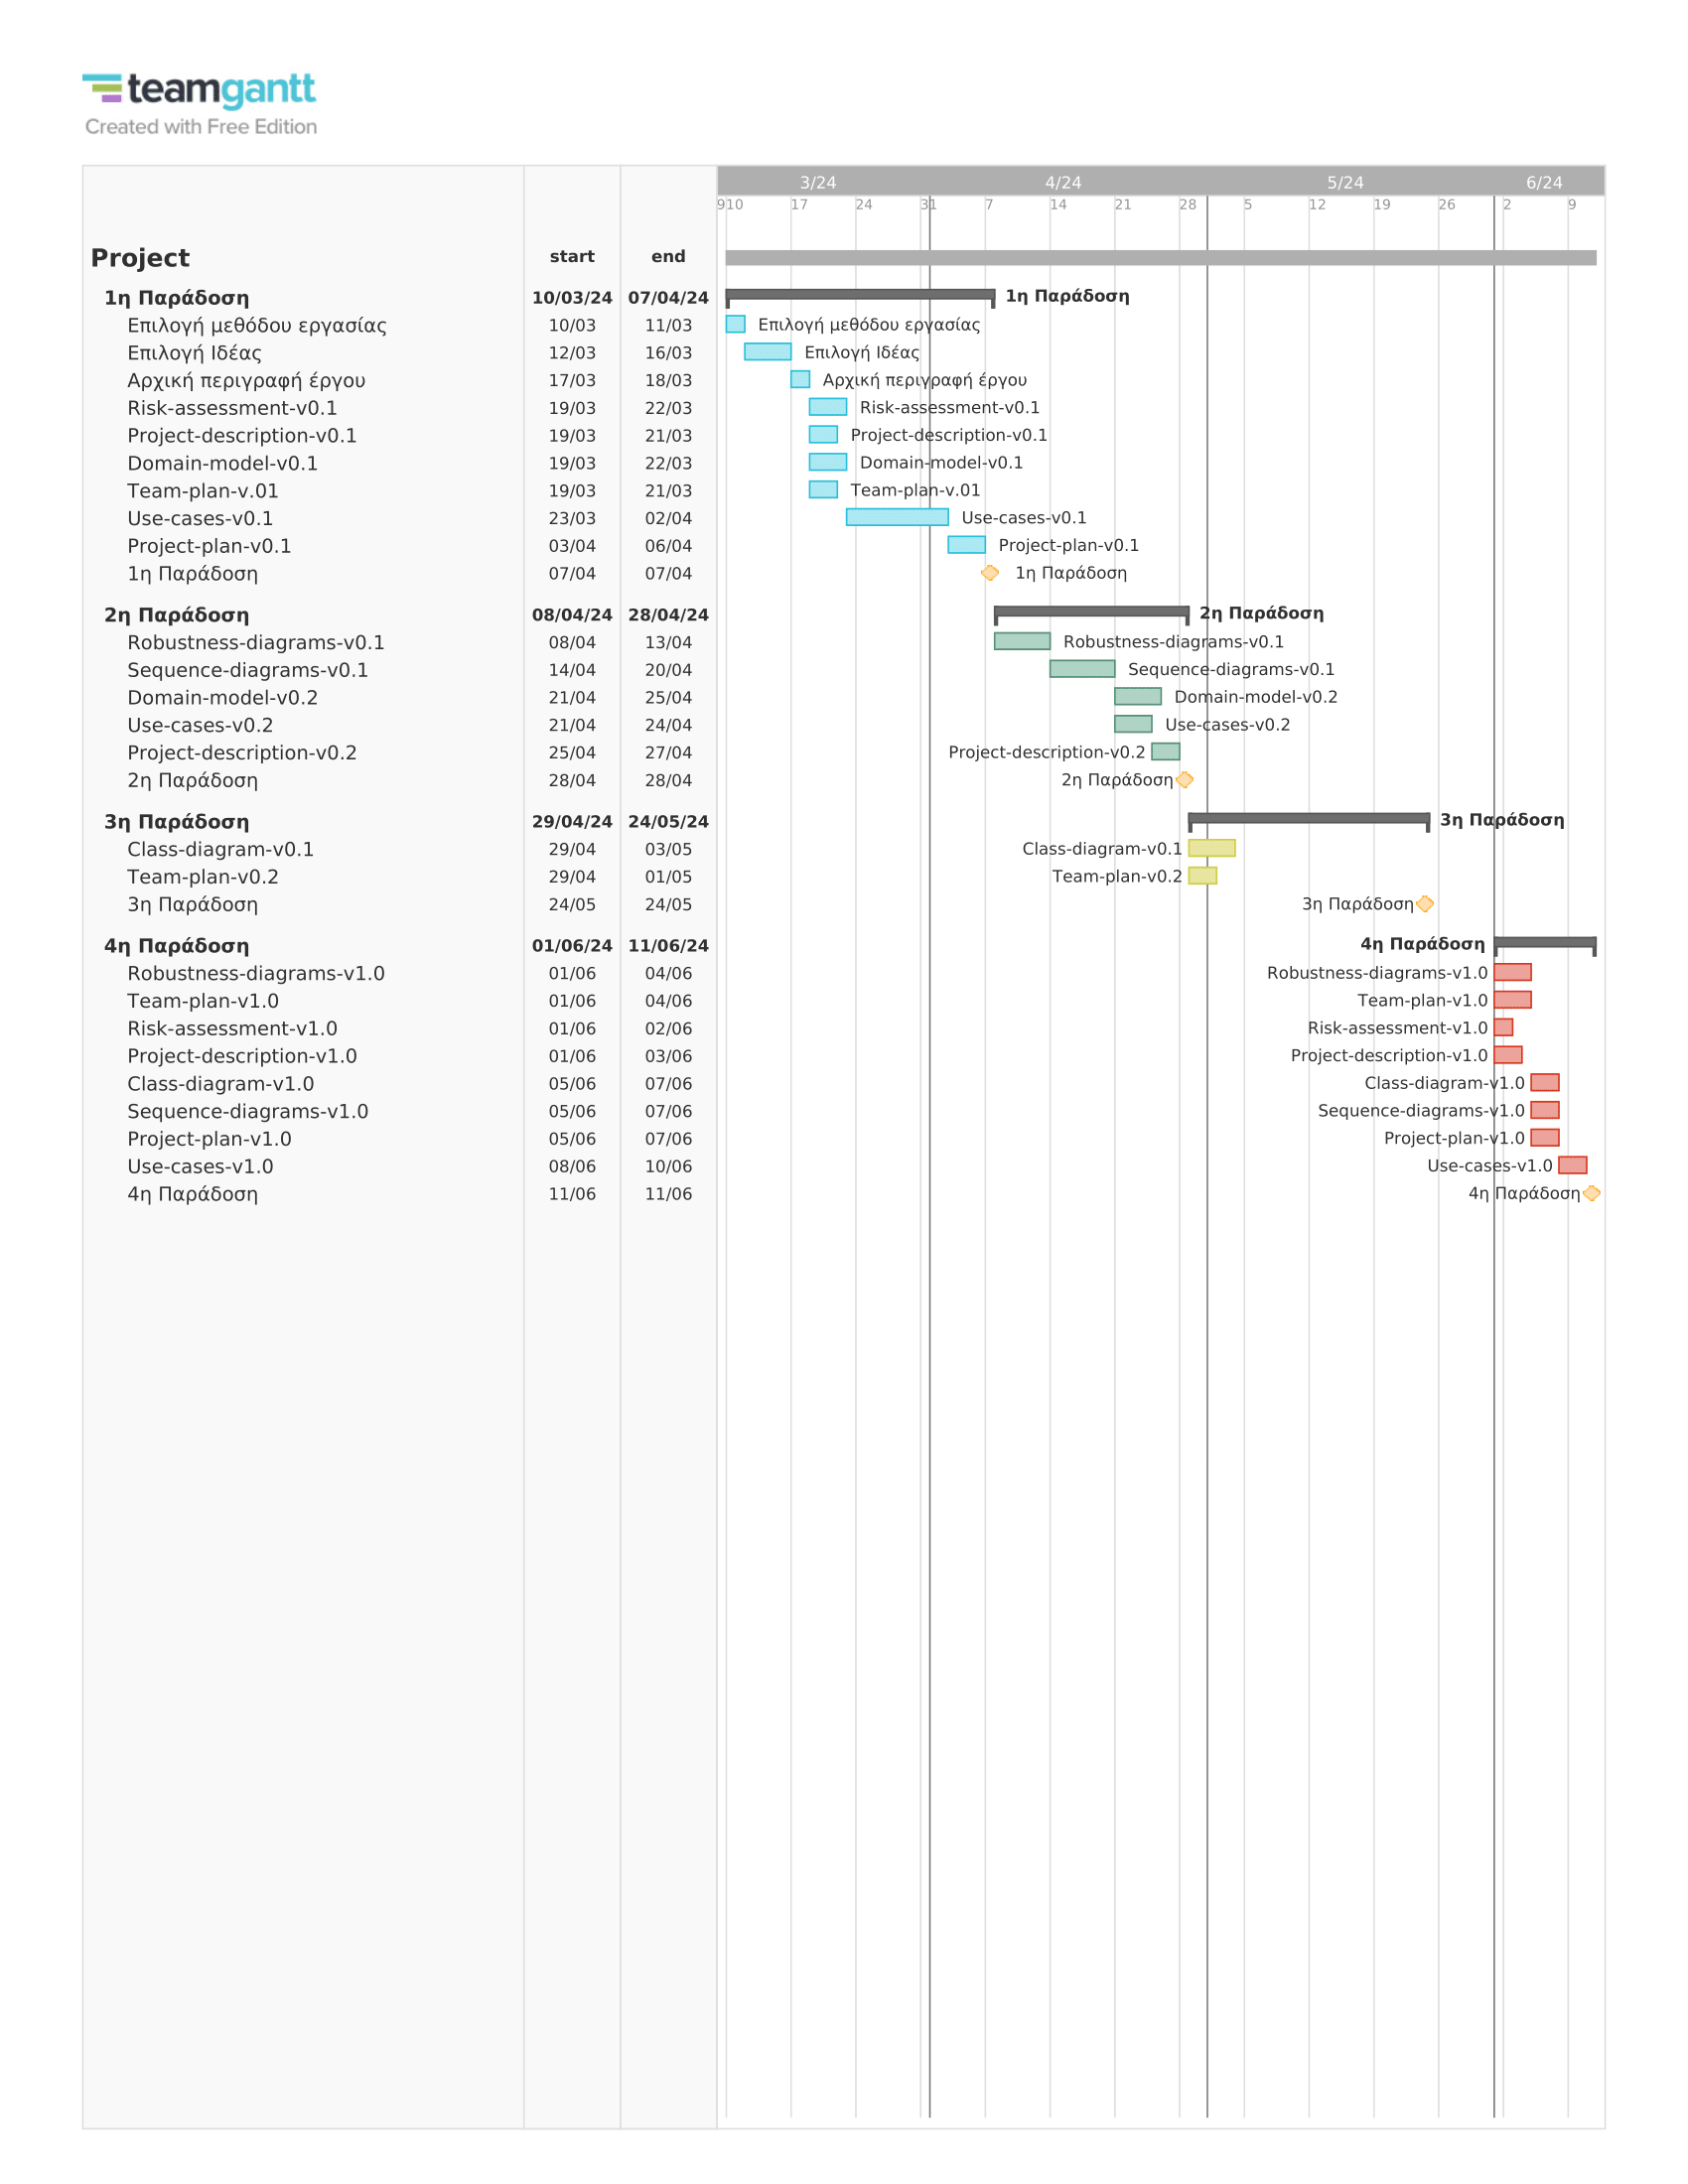 teamgantt
Created with Free Edition
3/24 4/24 5/24 6/24
9 10 17 24 31 7 14 21 28 5 12 19 26 2 9
Project start end
1η Παράδοση 10/03/24 07/04/24 1η Παράδοση
Επιλογή μεθόδου εργασίας 10/03 11/03 Επιλογή μεθόδου εργασίας
Επιλογή Ιδέας 12/03 16/03 Επιλογή Ιδέας
Αρχική περιγραφή έργου 17/03 18/03 Αρχική περιγραφή έργου
Risk-assessment-v0.1 19/03 22/03 Risk-assessment-v0.1
Project-description-v0.1 19/03 21/03 Project-description-v0.1
Domain-model-v0.1 19/03 22/03 Domain-model-v0.1
Team-plan-v.01 19/03 21/03 Team-plan-v.01
Use-cases-v0.1 23/03 02/04 Use-cases-v0.1
Project-plan-v0.1 03/04 06/04 Project-plan-v0.1
1η Παράδοση 07/04 07/04 1η Παράδοση
2η Παράδοση 08/04/24 28/04/24 2η Παράδοση
Robustness-diagrams-v0.1 08/04 13/04 Robustness-diagrams-v0.1
Sequence-diagrams-v0.1 14/04 20/04 Sequence-diagrams-v0.1
Domain-model-v0.2 21/04 25/04 Domain-model-v0.2
Use-cases-v0.2 21/04 24/04 Use-cases-v0.2
Project-description-v0.2 25/04 27/04 Project-description-v0.2
2η Παράδοση 28/04 28/04 2η Παράδοση
3η Παράδοση 29/04/24 24/05/24 3η Παράδοση
Class-diagram-v0.1 29/04 03/05 Class-diagram-v0.1
Team-plan-v0.2 29/04 01/05 Team-plan-v0.2
3η Παράδοση 24/05 24/05 3η Παράδοση
4η Παράδοση 01/06/24 11/06/24 4η Παράδοση
Robustness-diagrams-v1.0 01/06 04/06 Robustness-diagrams-v1.0
Team-plan-v1.0 01/06 04/06 Team-plan-v1.0
Risk-assessment-v1.0 01/06 02/06 Risk-assessment-v1.0
Project-description-v1.0 01/06 03/06 Project-description-v1.0
Class-diagram-v1.0 05/06 07/06 Class-diagram-v1.0
Sequence-diagrams-v1.0 05/06 07/06 Sequence-diagrams-v1.0
Project-plan-v1.0 05/06 07/06 Project-plan-v1.0
Use-cases-v1.0 08/06 10/06 Use-cases-v1.0
4η Παράδοση 11/06 11/06 4η Παράδοση